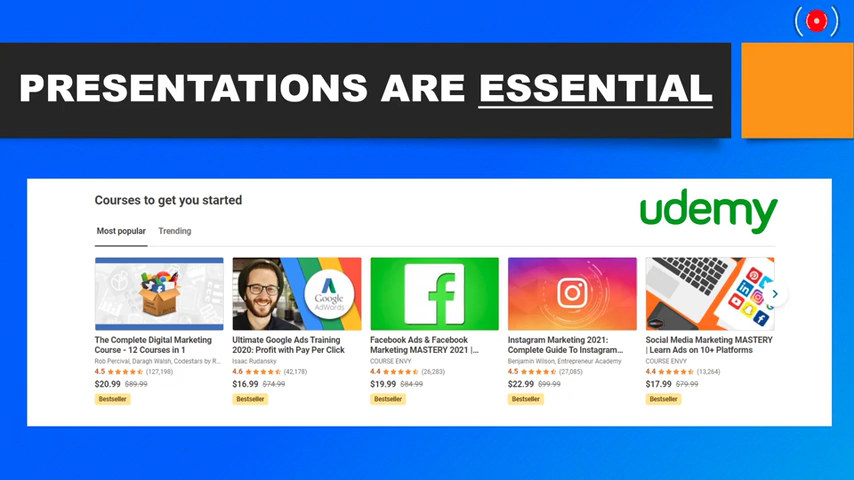 PRESENTATIONS ARE ESSENTIAL
Courses to get you started
udemy
Most popular
Trending
Google
AdWords
The Complete Digital Marketing
Course - 12 Courses in 1
Rob Percival, Daragh Walsh, Codestars by R...
4.5 (127,198)
$20.99 $89.99
Bestseller
Ultimate Google Ads Training
2020: Profit with Pay Per Click
Isaac Rudansky
4.6 (42,178)
$16.99 $74.99
Bestseller
Facebook Ads & Facebook
Marketing MASTERY 2021 |...
COURSE ENVY
4.4 (26,283)
$19.99 $84.99
Bestseller
Instagram Marketing 2021:
Complete Guide To Instagram...
Benjamin Wilson, Entrepreneur Academy
4.5 (27,085)
$22.99 $99.99
Bestseller
Social Media Marketing MASTERY
| Learn Ads on 10+ Platforms
COURSE ENVY
4.4 (13,264)
$17.99 $79.99
Bestseller